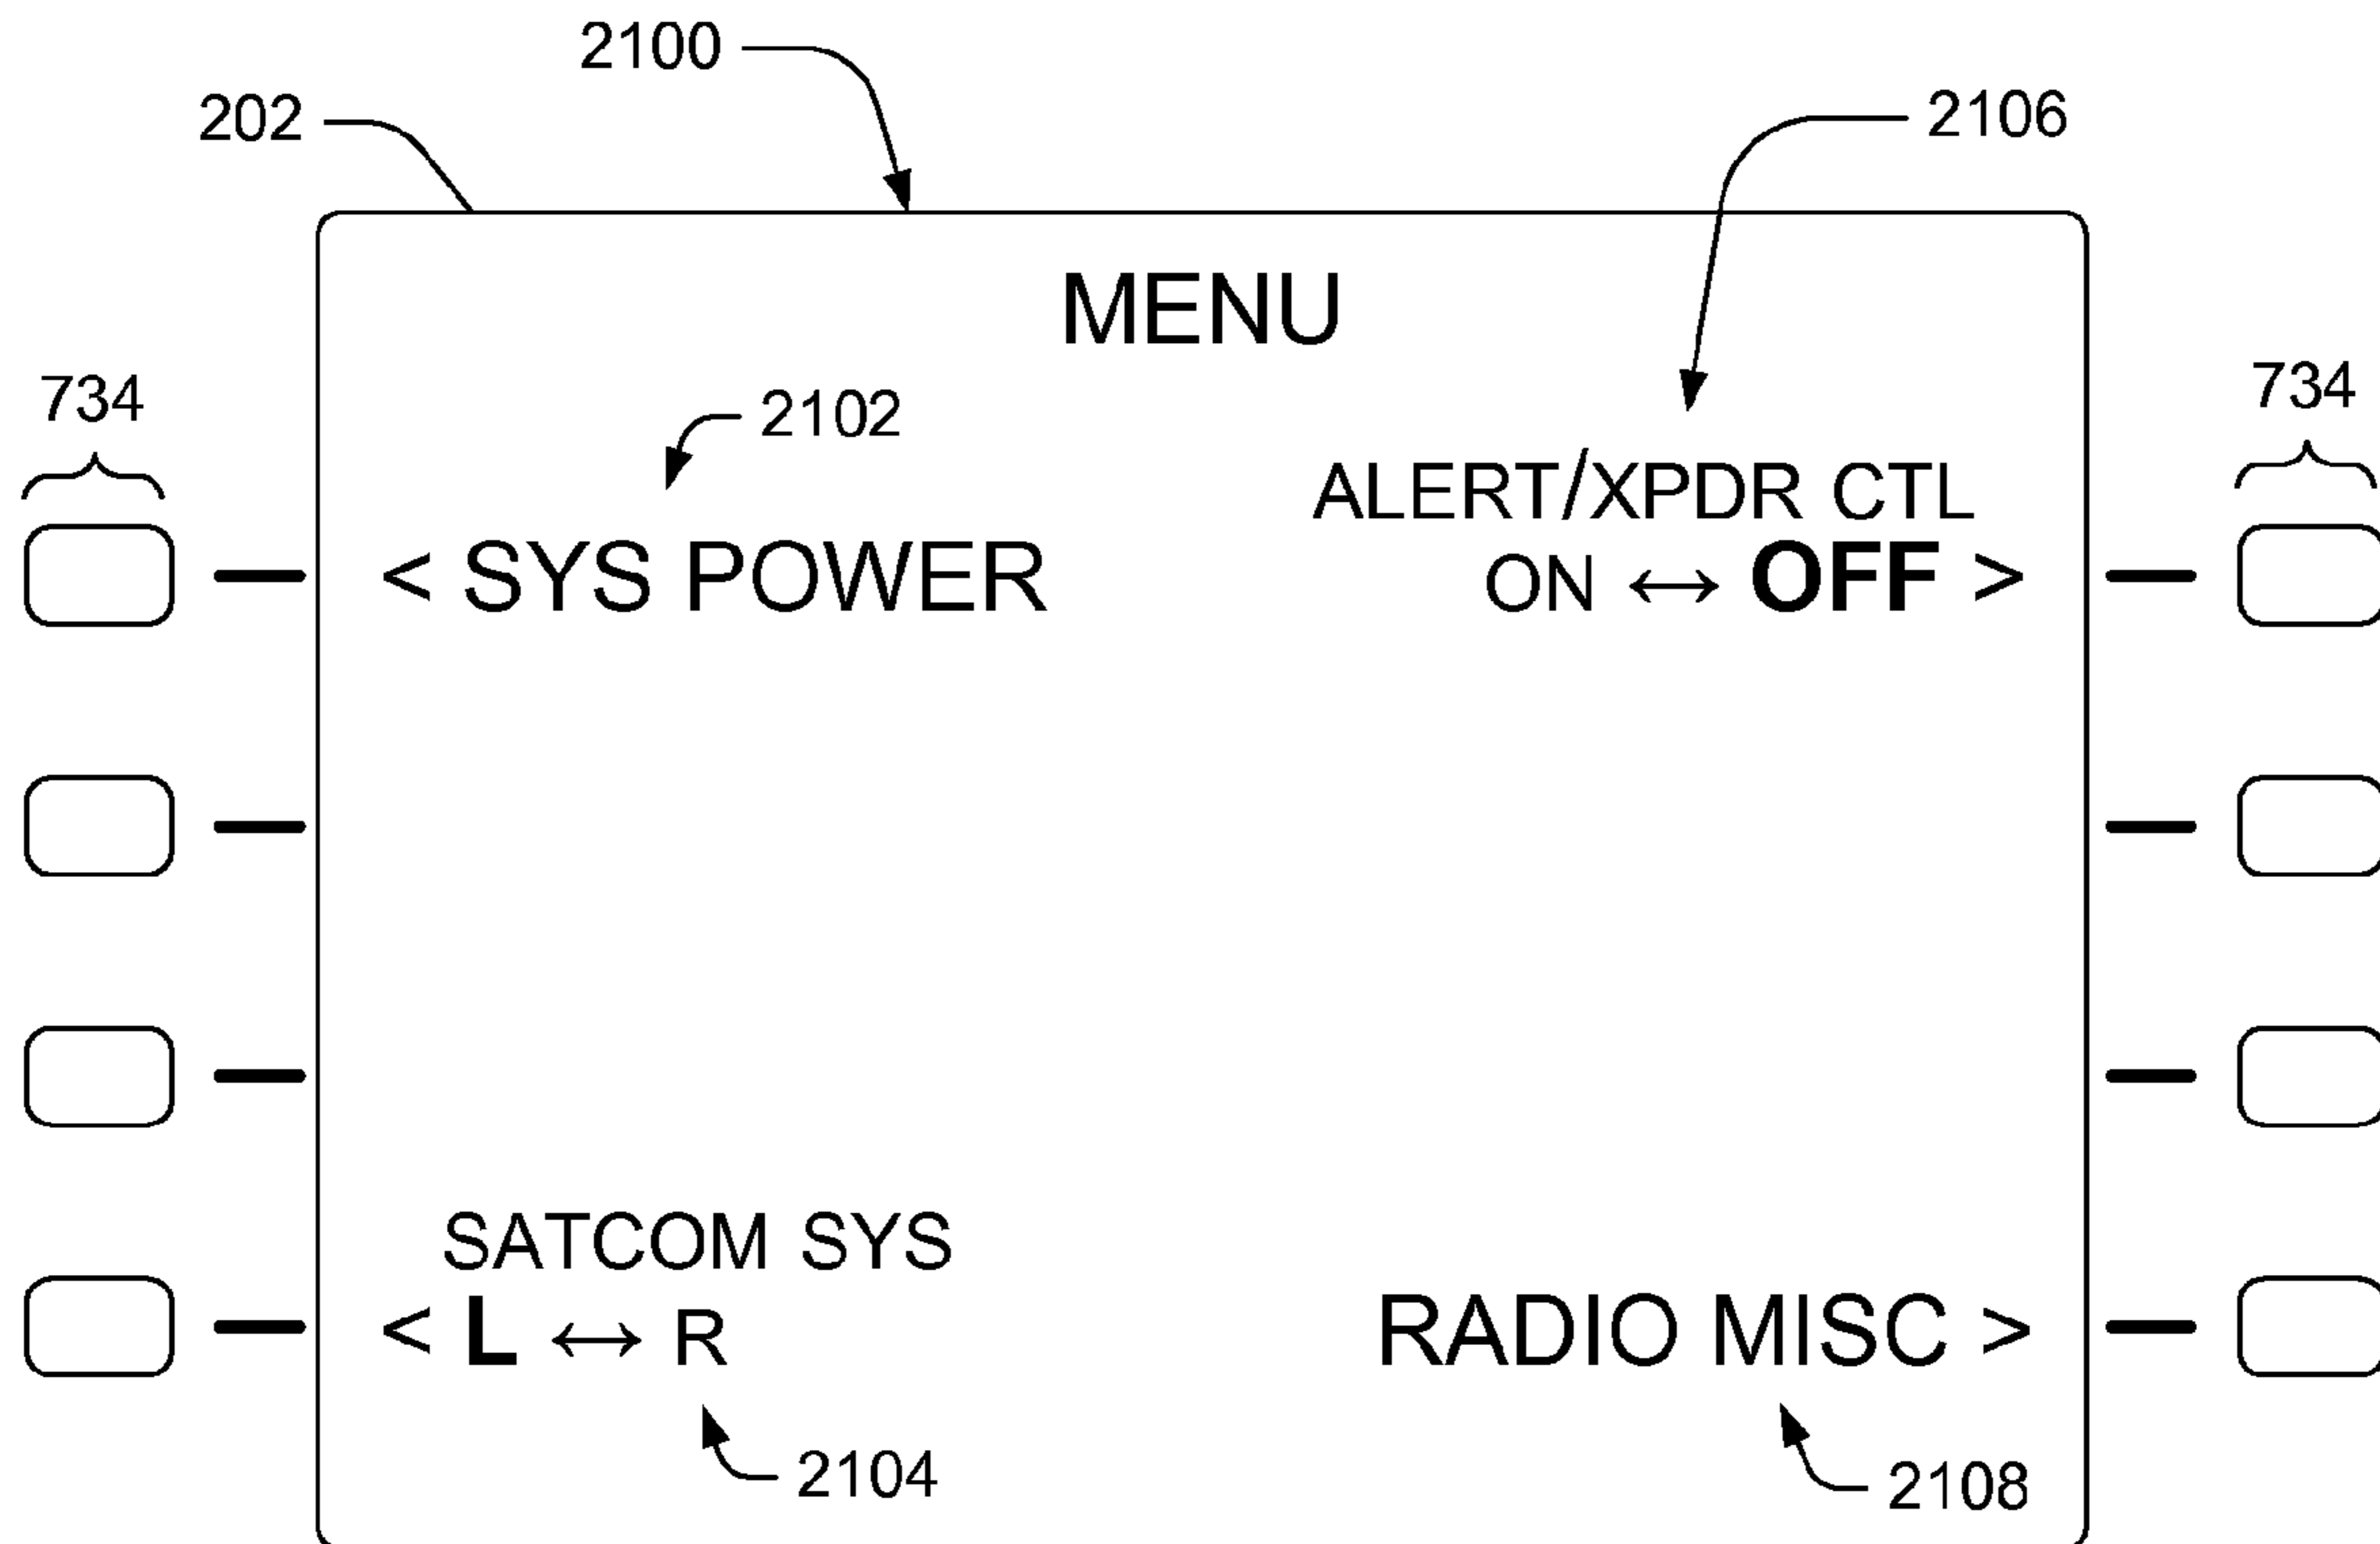 2100
202
2106
MENU
734
2102
734
ALERT/XPDR CTL
< SYS POWER
ON ↔ OFF >
SATCOM SYS
< L ↔ R
RADIO MISC >
2104
2108